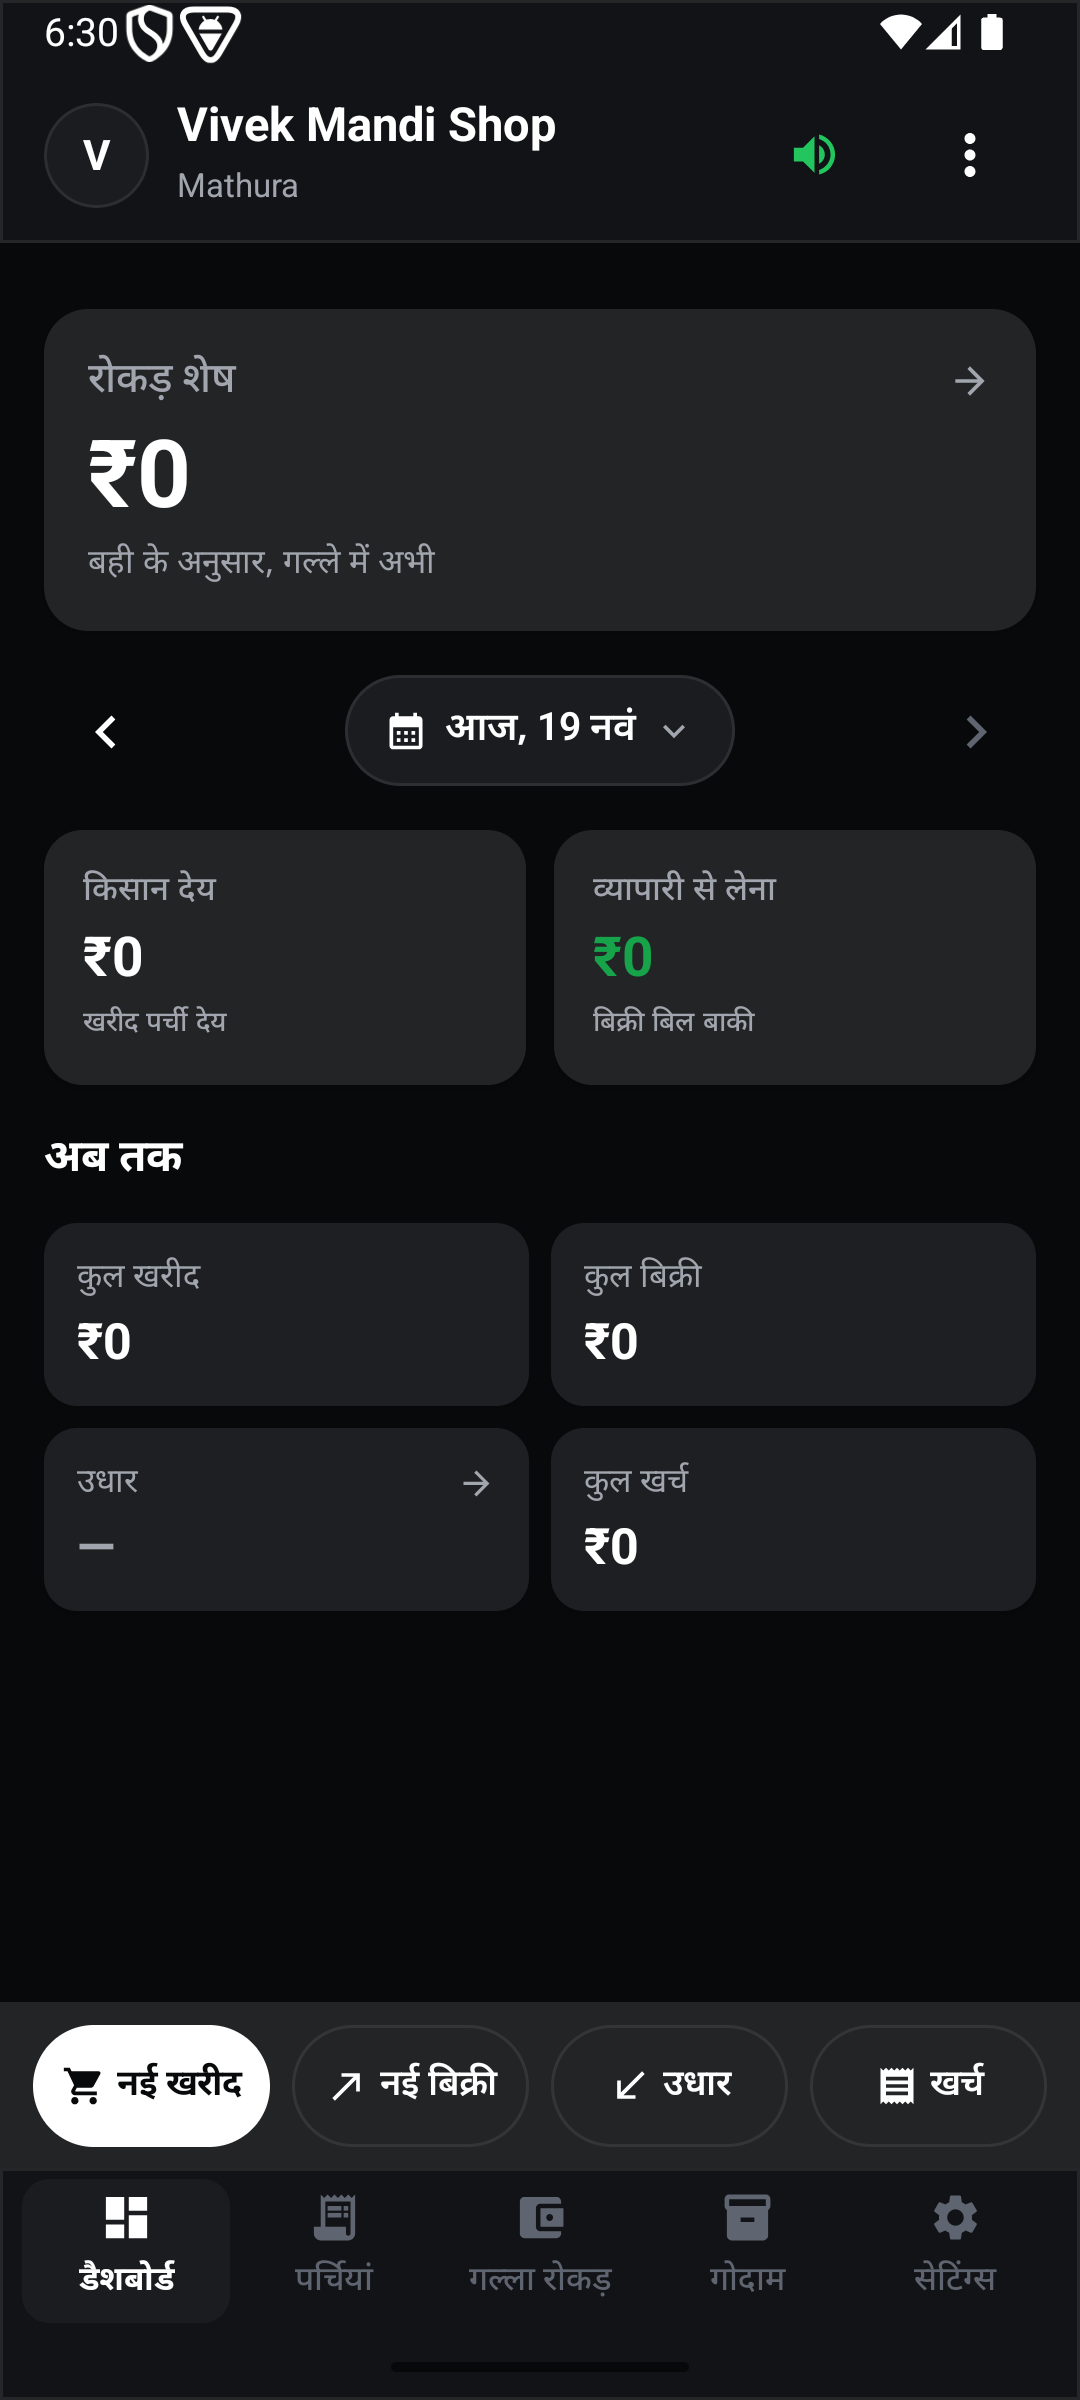 6:30
V
Vivek Mandi Shop
Mathura
रोकड़ शेष
₹0
बही के अनुसार, गल्ले में अभी
आज, 19 नवं
किसान देय
₹0
खरीद पर्ची देय
व्यापारी से लेना
₹0
बिक्री बिल बाकी
अब तक
कुल खरीद
₹0
कुल बिक्री
₹0
उधार
—
कुल खर्च
₹0
नई खरीद
नई बिक्री
उधार
खर्च
डैशबोर्ड
पर्चियां
गल्ला रोकड़
गोदाम
सेटिंग्स